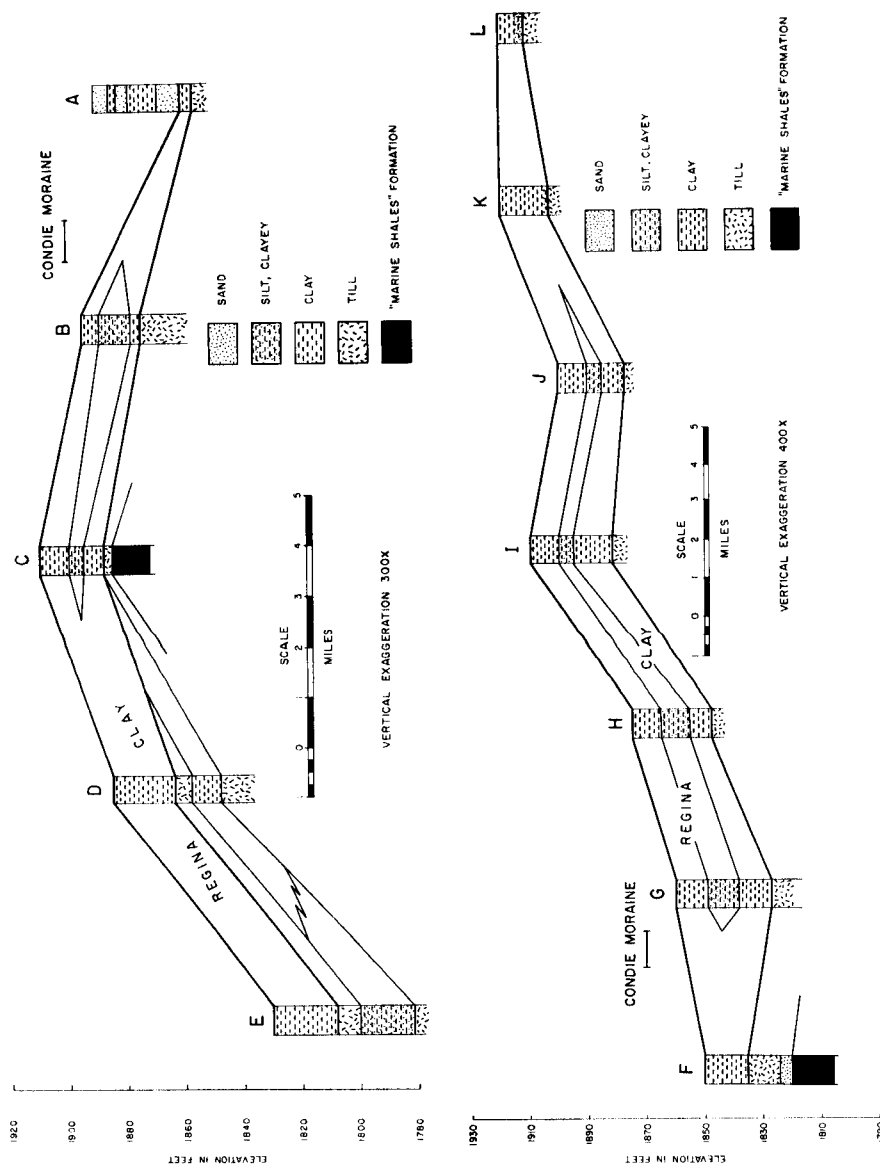 A
CONDIE MORAINE
B
C
D
E
REGINA CLAY
SAND
SILT, CLAYEY
CLAY
TILL
"MARINE SHALES" FORMATION
SCALE
1 0 1 2 3 4 5
MILES
VERTICAL EXAGGERATION 300X
1920
1900
1880
1860
1840
1820
1800
1780
ELEVATION IN FEET
L
K
J
I
H
G
F
CONDIE MORAINE
REGINA CLAY
SAND
SILT, CLAYEY
CLAY
TILL
"MARINE SHALES" FORMATION
SCALE
1 0 1 2 3 4 5
MILES
VERTICAL EXAGGERATION 400X
1930
1910
1890
1870
1850
1830
1810
ELEVATION IN FEET